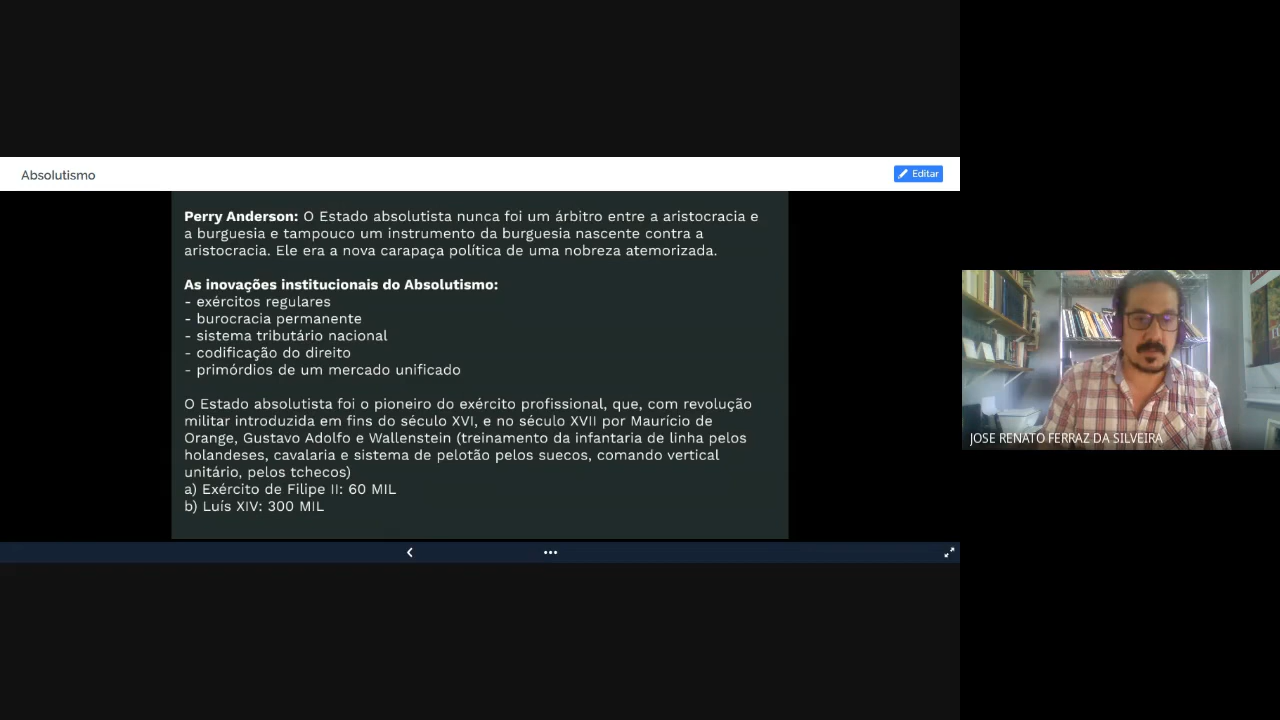 Absolutismo
Editar
Perry Anderson: O Estado absolutista nunca foi um árbitro entre a aristocracia e
a burguesia e tampouco um instrumento da burguesia nascente contra a
aristocracia. Ele era a nova carapaça política de uma nobreza atemorizada.
As inovações institucionais do Absolutismo:
- exércitos regulares
- burocracia permanente
- sistema tributário nacional
- codificação do direito
- primórdios de um mercado unificado
O Estado absolutista foi o pioneiro do exército profissional, que, com revolução
militar introduzida em fins do século XVI, e no século XVII por Maurício de
Orange, Gustavo Adolfo e Wallenstein (treinamento da infantaria de linha pelos
holandeses, cavalaria e sistema de pelotão pelos suecos, comando vertical
unitário, pelos tchecos)
a) Exército de Filipe II: 60 MIL
b) Luís XIV: 300 MIL
JOSE RENATO FERRAZ DA SILVEIRA